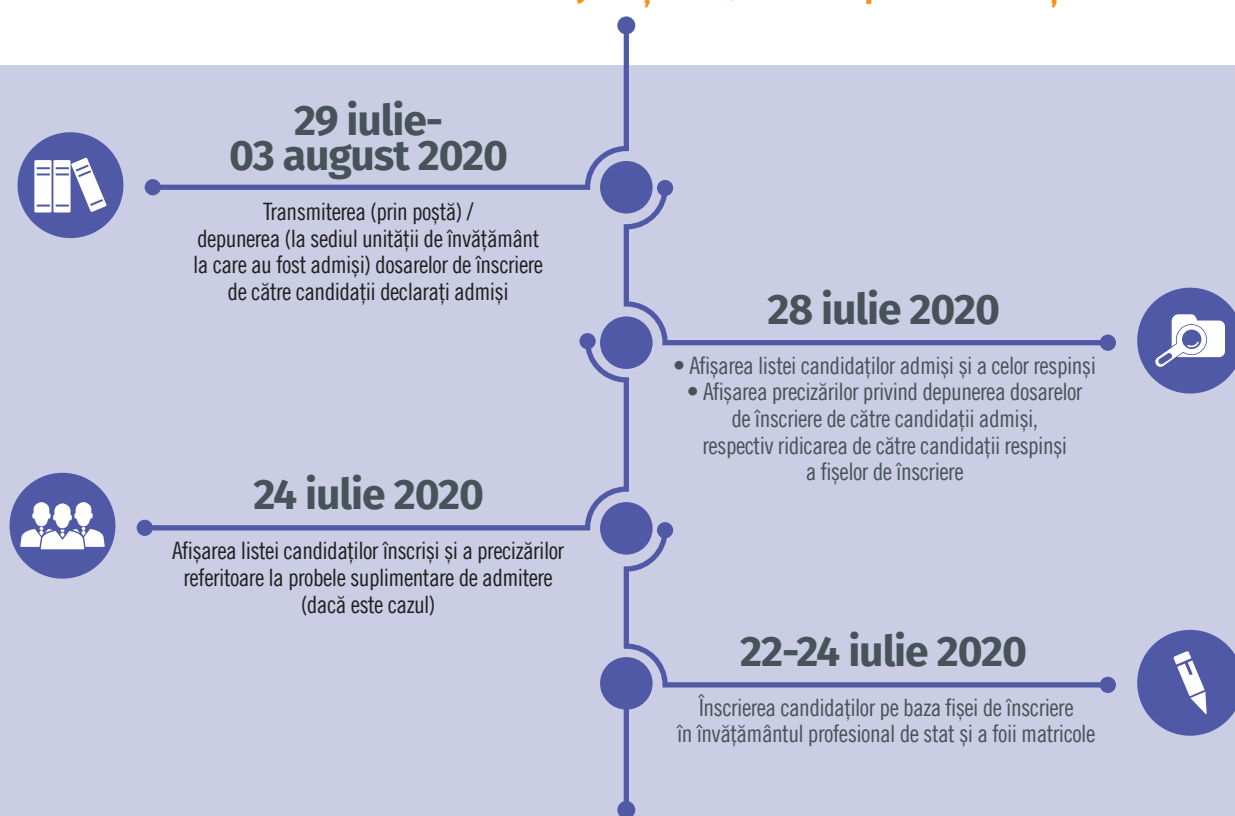 29 iulie-
03 august 2020
Transmiterea (prin poștă) /
depunerea (la sediul unității de învățământ
la care au fost admiși) dosarelor de înscriere
de către candidații declarați admiși
28 iulie 2020
• Afișarea listei candidaților admiși și a celor respinși
• Afișarea precizărilor privind depunerea dosarelor
de înscriere de către candidații admiși,
respectiv ridicarea de către candidații respinși
a fișelor de înscriere
24 iulie 2020
Afișarea listei candidaților înscriși și a precizărilor
referitoare la probele suplimentare de admitere
(dacă este cazul)
22-24 iulie 2020
Înscrierea candidaților pe baza fișei de înscriere
în învățământul profesional de stat și a foii matricole